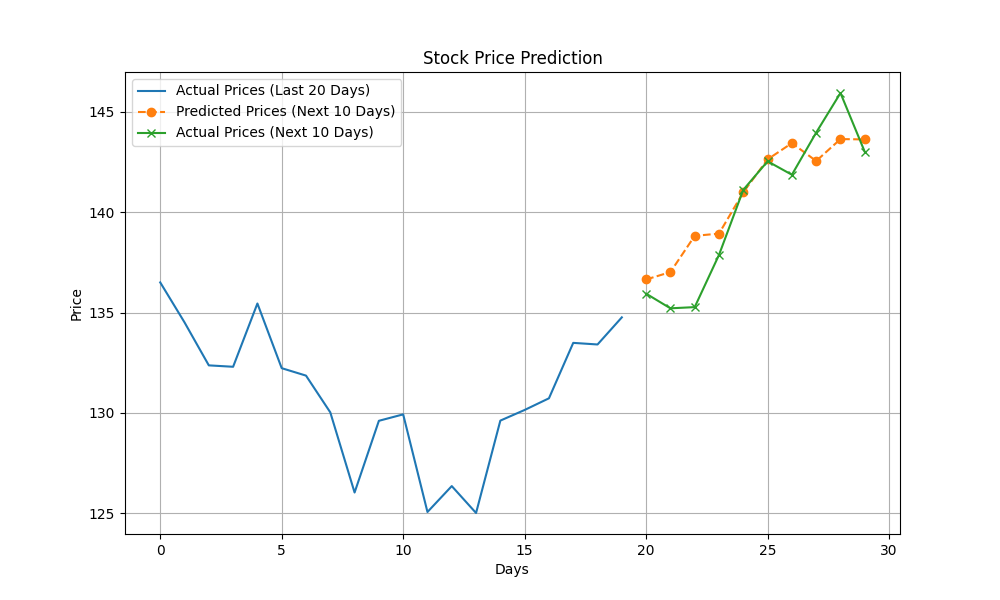 Stock Price Prediction
Actual Prices (Last 20 Days)
Predicted Prices (Next 10 Days)
Actual Prices (Next 10 Days)
145
140
135
130
125
Price
0 5 10 15 20 25 30
Days